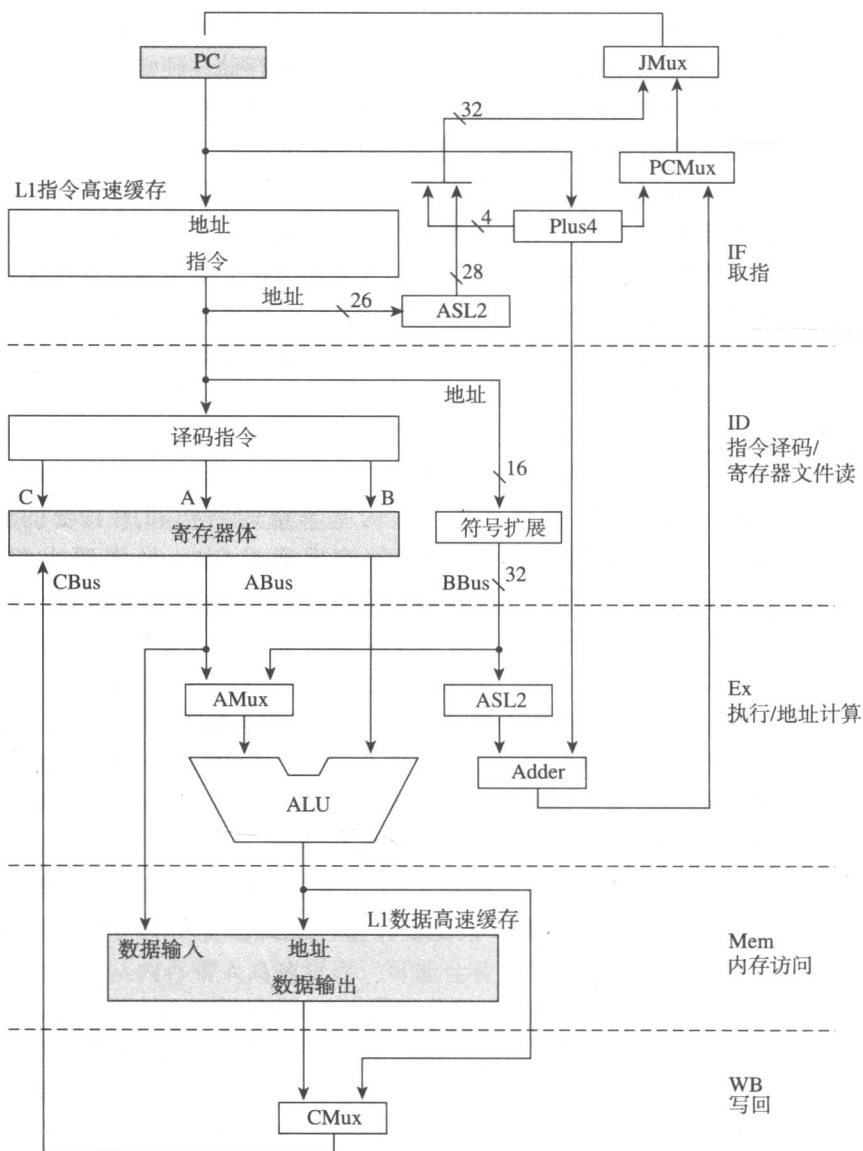 PC
JMux
32
PCMux
L1指令高速缓存
地址
4
Plus4
指令
28
IF
取指
地址
26
ASL2
地址
译码指令
ID
指令译码/
寄存器文件读
16
C
A
B
寄存器体
符号扩展
CBus
ABus
BBus
32
AMux
ASL2
Ex
执行/地址计算
Adder
ALU
L1数据高速缓存
数据输入
地址
数据输出
Mem
内存访问
WB
写回
CMux